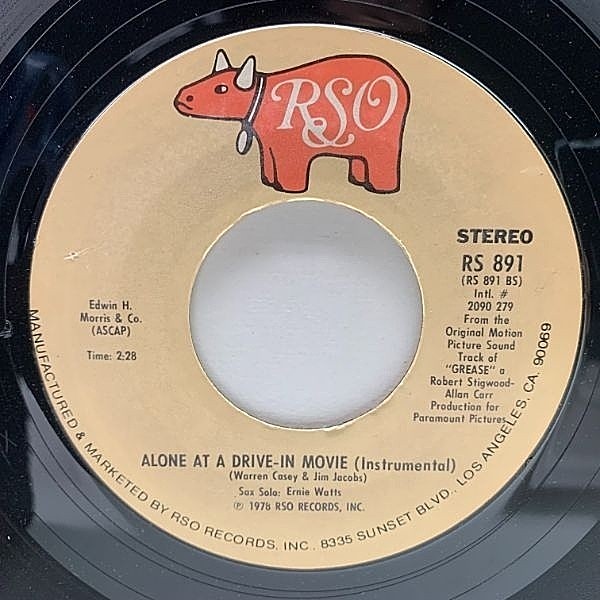 RSO
STEREO
RS 891
(RS 891 BS)
Intl. #
2090 279
From the
Original Motion
Picture Sound
Track of
"GREASE" a
Robert Stigwood-
Allan Carr
Production for
Paramount Pictures
Edwin H.
Morris & Co.
(ASCAP)
Time: 2:28
ALONE AT A DRIVE-IN MOVIE (Instrumental)
(Warren Casey & Jim Jacobs)
Sax Solo: Ernie Watts
℗ 1978 RSO RECORDS, INC.
MANUFACTURED & MARKETED BY RSO RECORDS, INC. 8335 SUNSET BLVD., LOS ANGELES, CA. 90069